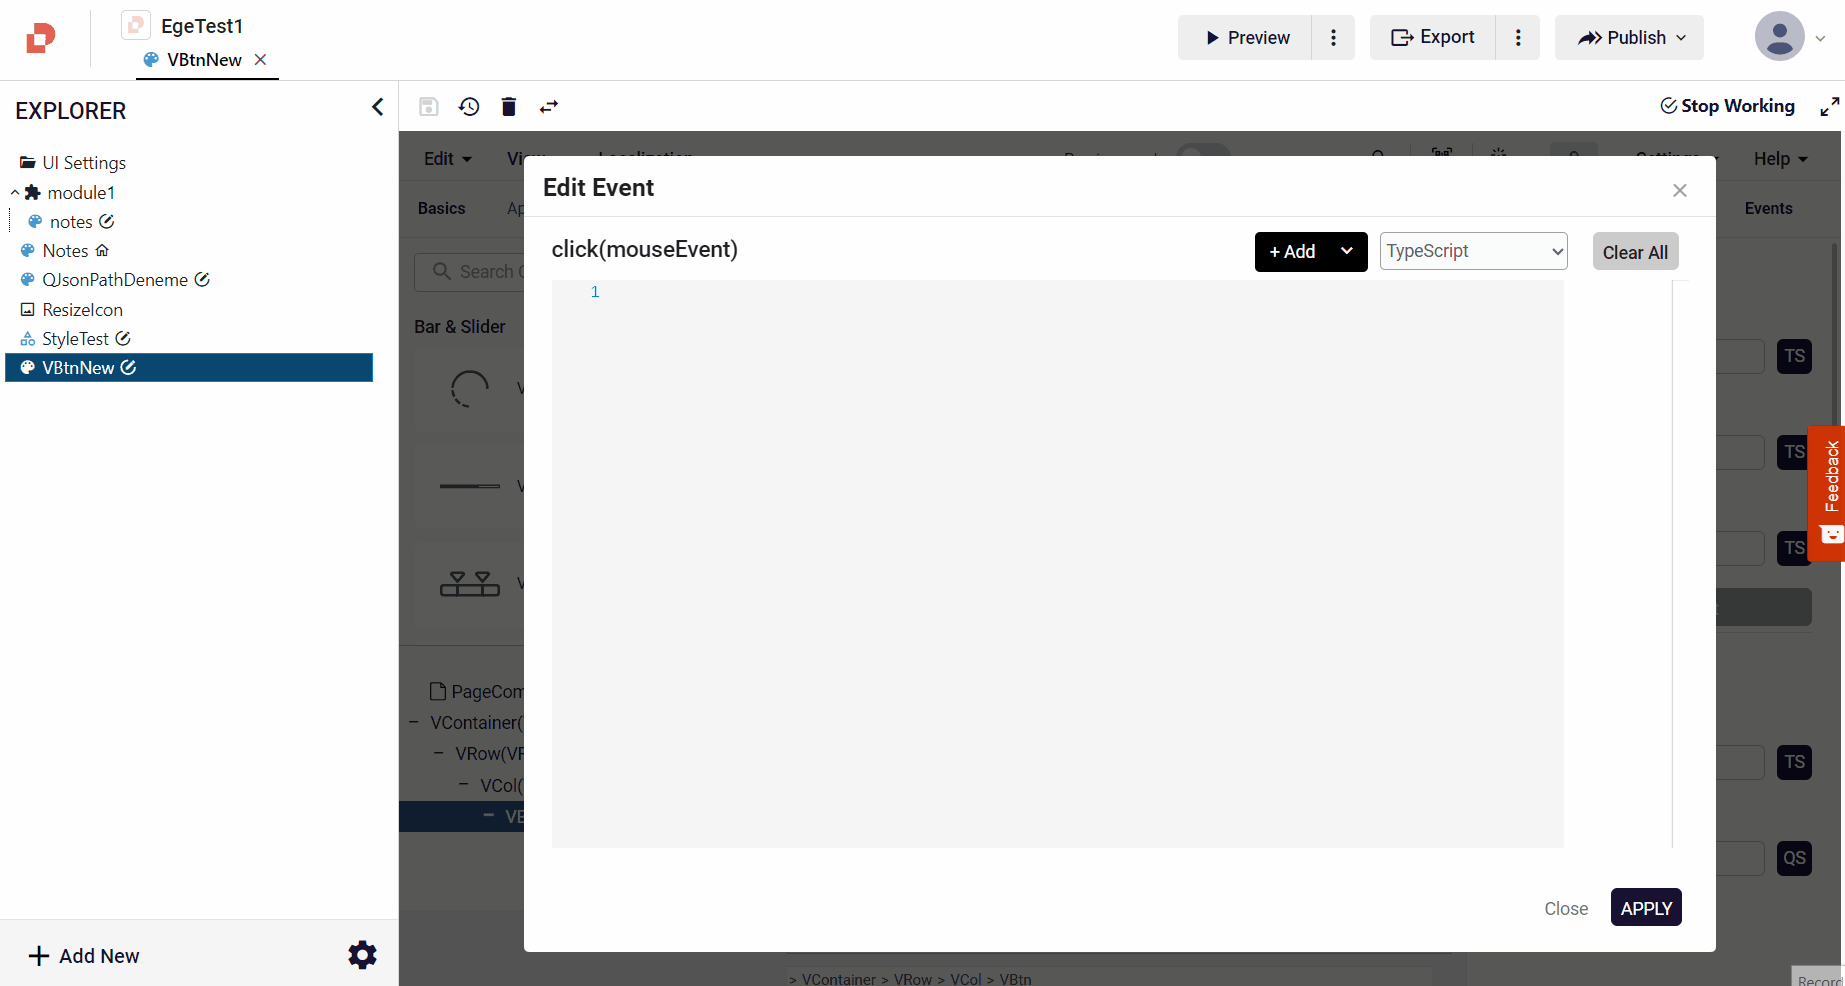 EgeTest1
VBtnNew
Preview
Export
Publish
EXPLORER
Stop Working
UI Settings
module1
notes
Notes
QJsonPathDeneme
ResizeIcon
StyleTest
VBtnNew
Add New
Edit
Help
Basics
Events
Search
Bar & Slider
Edit Event
click(mouseEvent)
+ Add
TypeScript
Clear All
1
TS
TS
TS
TS
QS
Feedback
PageCom
VContainer(
VRow(VR
VCol(
Close
APPLY
> VContainer > VRow > VCol > VBtn
Record